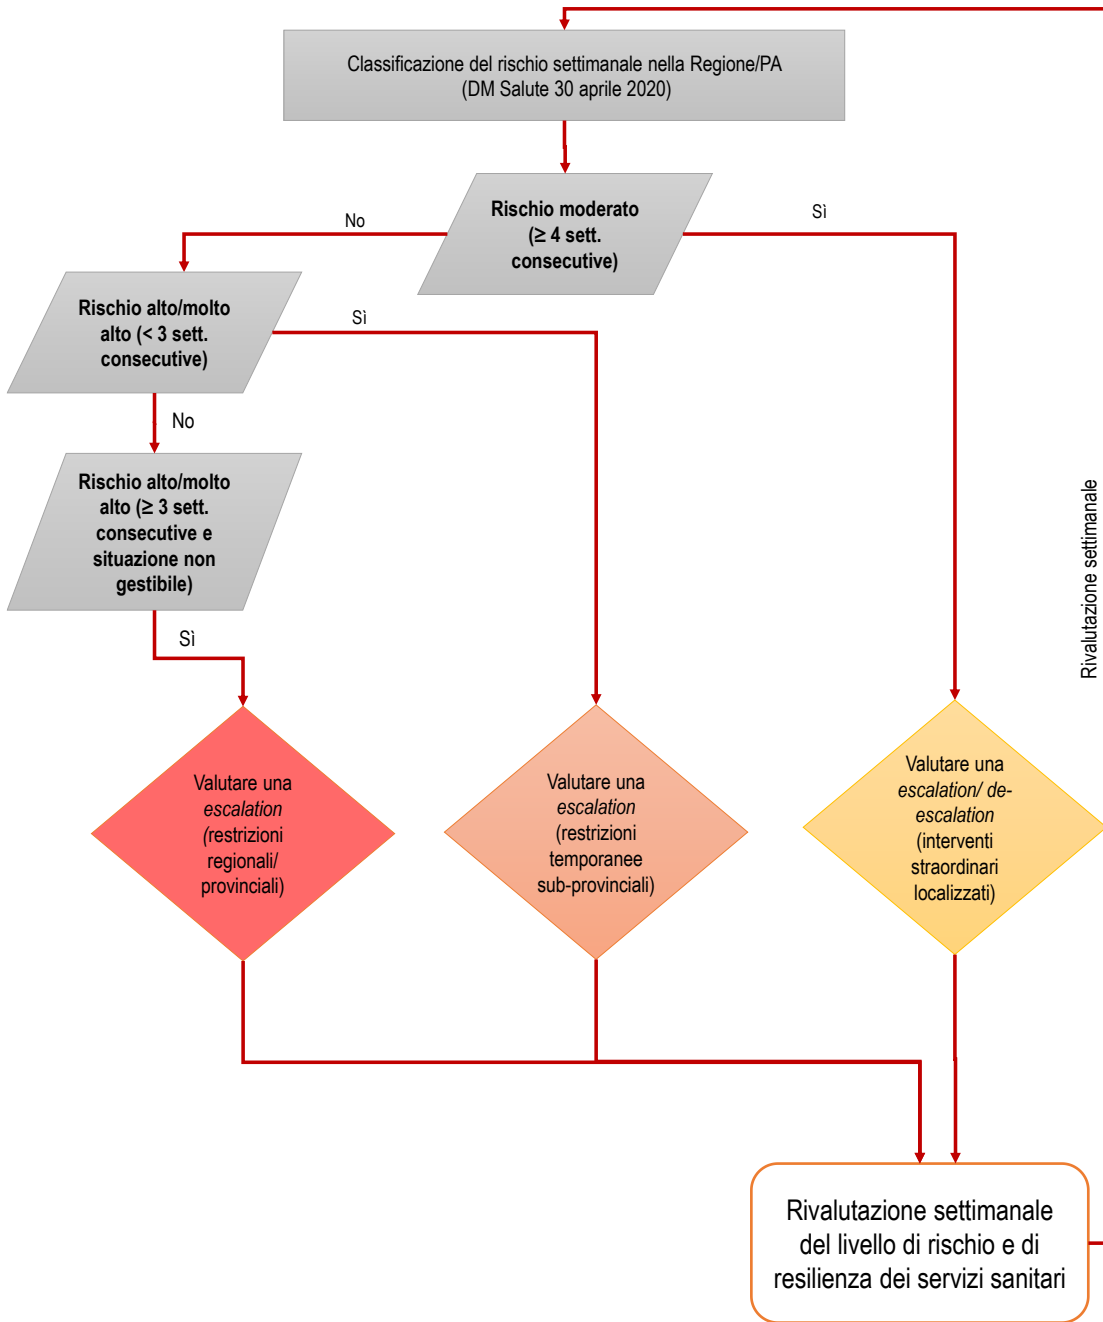 Classificazione del rischio settimanale nella Regione/PA
(DM Salute 30 aprile 2020)
Rischio moderato
(≥ 4 sett.
consecutive)
No
Sì
Rischio alto/molto
alto (< 3 sett.
consecutive)
Sì
No
Rischio alto/molto
alto (≥ 3 sett.
consecutive e
situazione non
gestibile)
Sì
Rivalutazione settimanale
Valutare una
escalation
(restrizioni
regionali/
provinciali)
Valutare una
escalation
(restrizioni
temporanee
sub-provinciali)
Valutare una
escalation/ de-
escalation
(interventi
straordinari
localizzati)
Rivalutazione settimanale
del livello di rischio e di
resilienza dei servizi sanitari